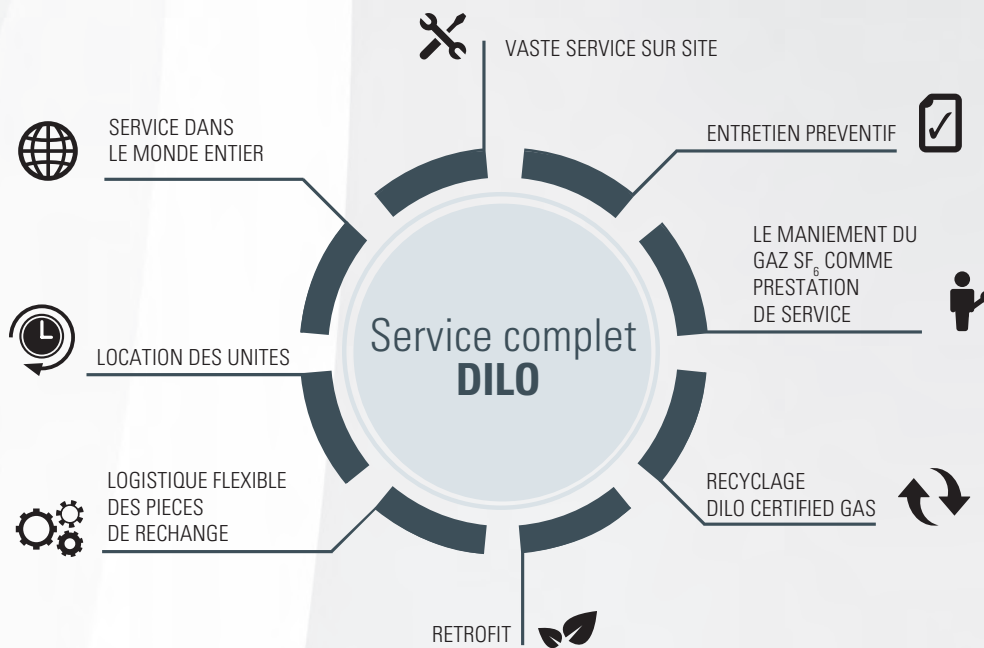 VASTE SERVICE SUR SITE
SERVICE DANS
LE MONDE ENTIER
ENTRETIEN PREVENTIF
LE MANIEMENT DU
GAZ SF₆ COMME
PRESTATION
DE SERVICE
Service complet
DILO
LOCATION DES UNITES
LOGISTIQUE FLEXIBLE
DES PIECES
DE RECHANGE
RECYCLAGE
DILO CERTIFIED GAS
RETROFIT